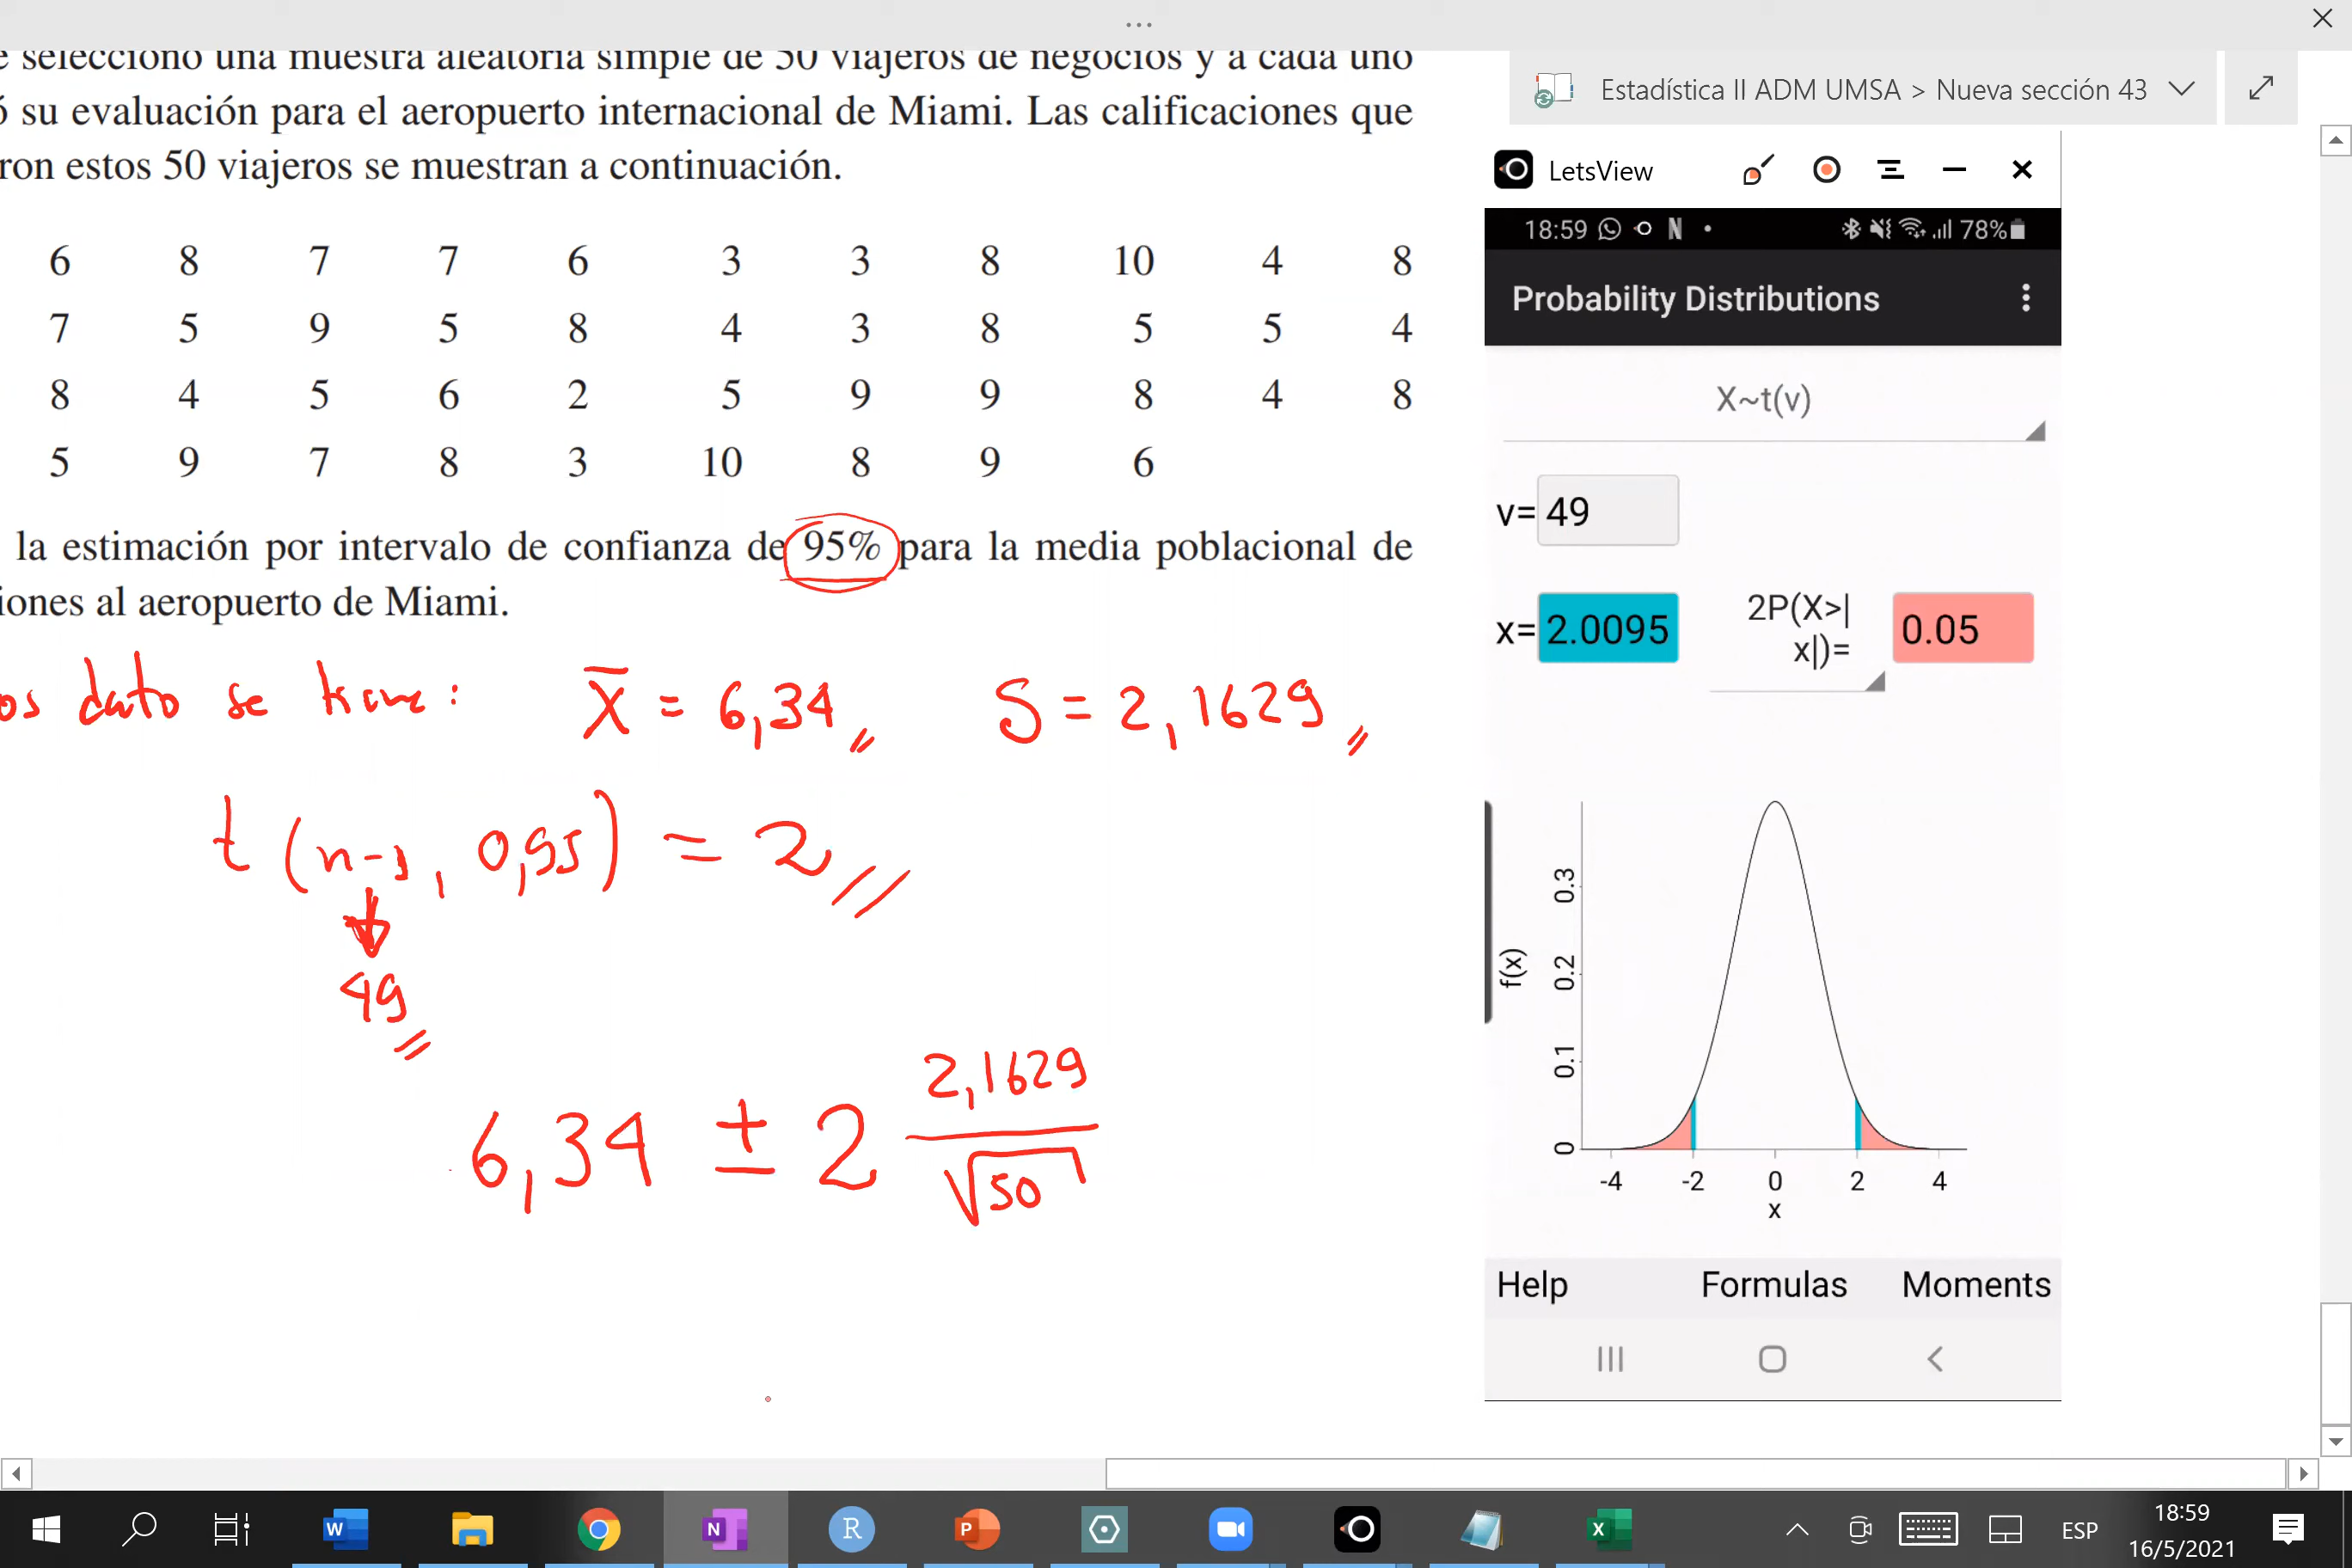 ...
e seleccionó una muestra aleatoria simple de 50 viajeros de negocios y a cada uno
ó su evaluación para el aeropuerto internacional de Miami. Las calificaciones que
ron estos 50 viajeros se muestran a continuación.
6 8 7 7 6 3 3 8 10 4 8
7 5 9 5 8 4 3 8 5 5 4
8 4 5 6 2 5 9 9 8 4 8
5 9 7 8 3 10 8 9 6
la estimación por intervalo de confianza de 95% para la media poblacional de
iones al aeropuerto de Miami.
os dato se tiene: X̄ = 6,34 S = 2,1629
t (n-1, 0,95) = 2
49
6,34 ± 2 2,1629
√50
Estadística II ADM UMSA > Nueva sección 43
LetsView
18:59 N 78%
Probability Distributions
X~t(v)
v= 49
x= 2.0095 2P(X>|
x|)= 0.05
f(x)
0 0.1 0.2 0.3
-4 -2 0 2 4
x
Help Formulas Moments
W N R P X
ESP
18:59
16/5/2021